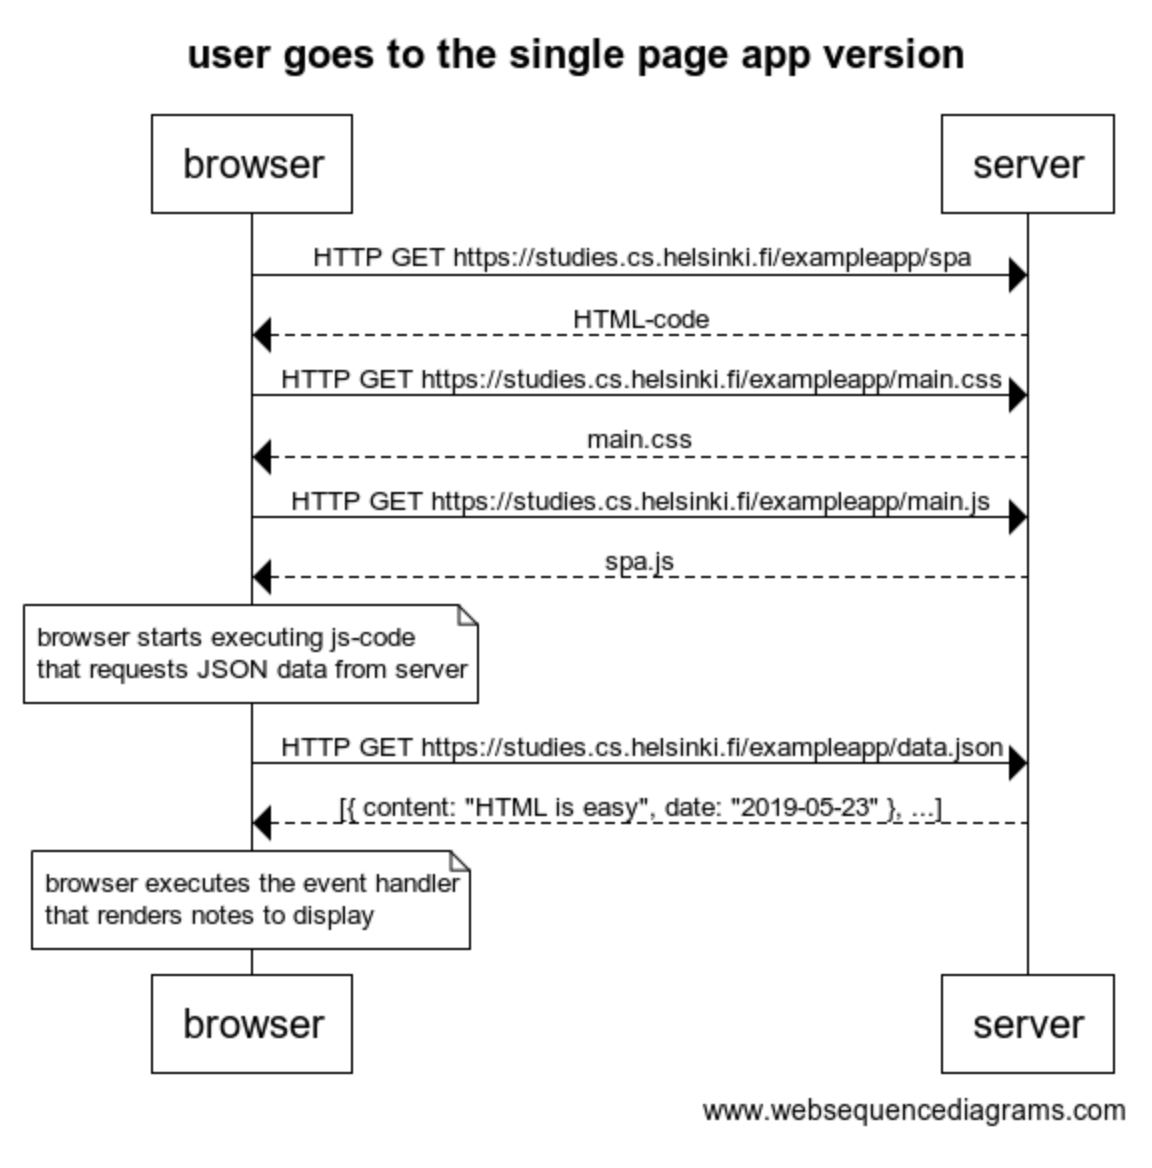 user goes to the single page app version
browser
server
HTTP GET https://studies.cs.helsinki.fi/exampleapp/spa
HTML-code
HTTP GET https://studies.cs.helsinki.fi/exampleapp/main.css
main.css
HTTP GET https://studies.cs.helsinki.fi/exampleapp/main.js
spa.js
browser starts executing js-code
that requests JSON data from server
HTTP GET https://studies.cs.helsinki.fi/exampleapp/data.json
[{ content: "HTML is easy", date: "2019-05-23" }, ...]
browser executes the event handler
that renders notes to display
browser
server
www.websequencediagrams.com